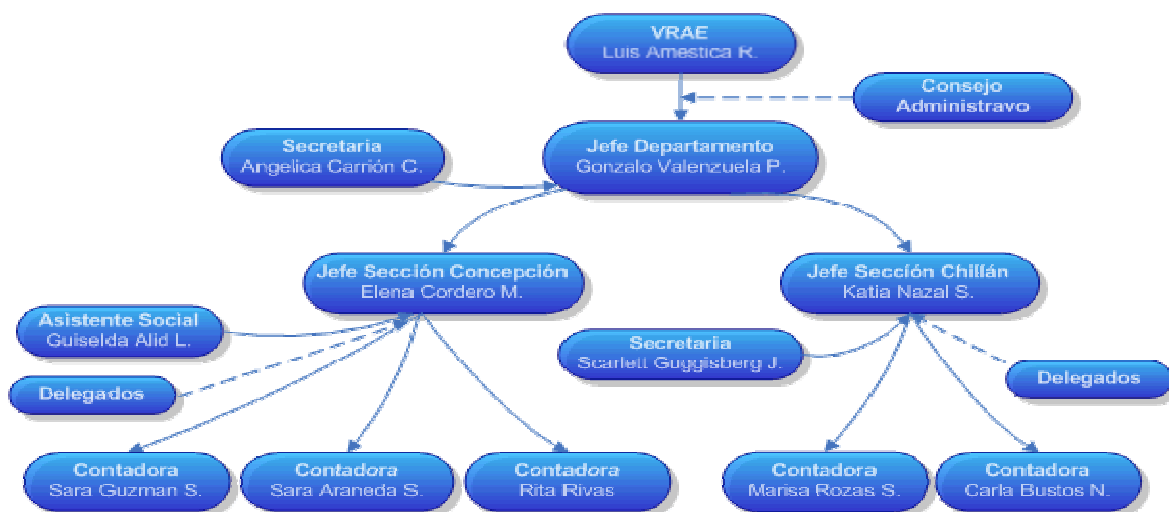 VRAE
Luis Amestica R.
Consejo
Administravo
Secretaria
Angelica Carrión C.
Jefe Departamento
Gonzalo Valenzuela P.
Jefe Sección Concepción
Elena Cordero M.
Jefe Sección Chillán
Katia Nazal S.
Asistente Social
Guiselda Alid L.
Secretaria
Scarlett Guggisberg J.
Delegados
Delegados
Contadora
Sara Guzman S.
Contadora
Sara Araneda S.
Contadora
Rita Rivas
Contadora
Marisa Rozas S.
Contadora
Carla Bustos N.